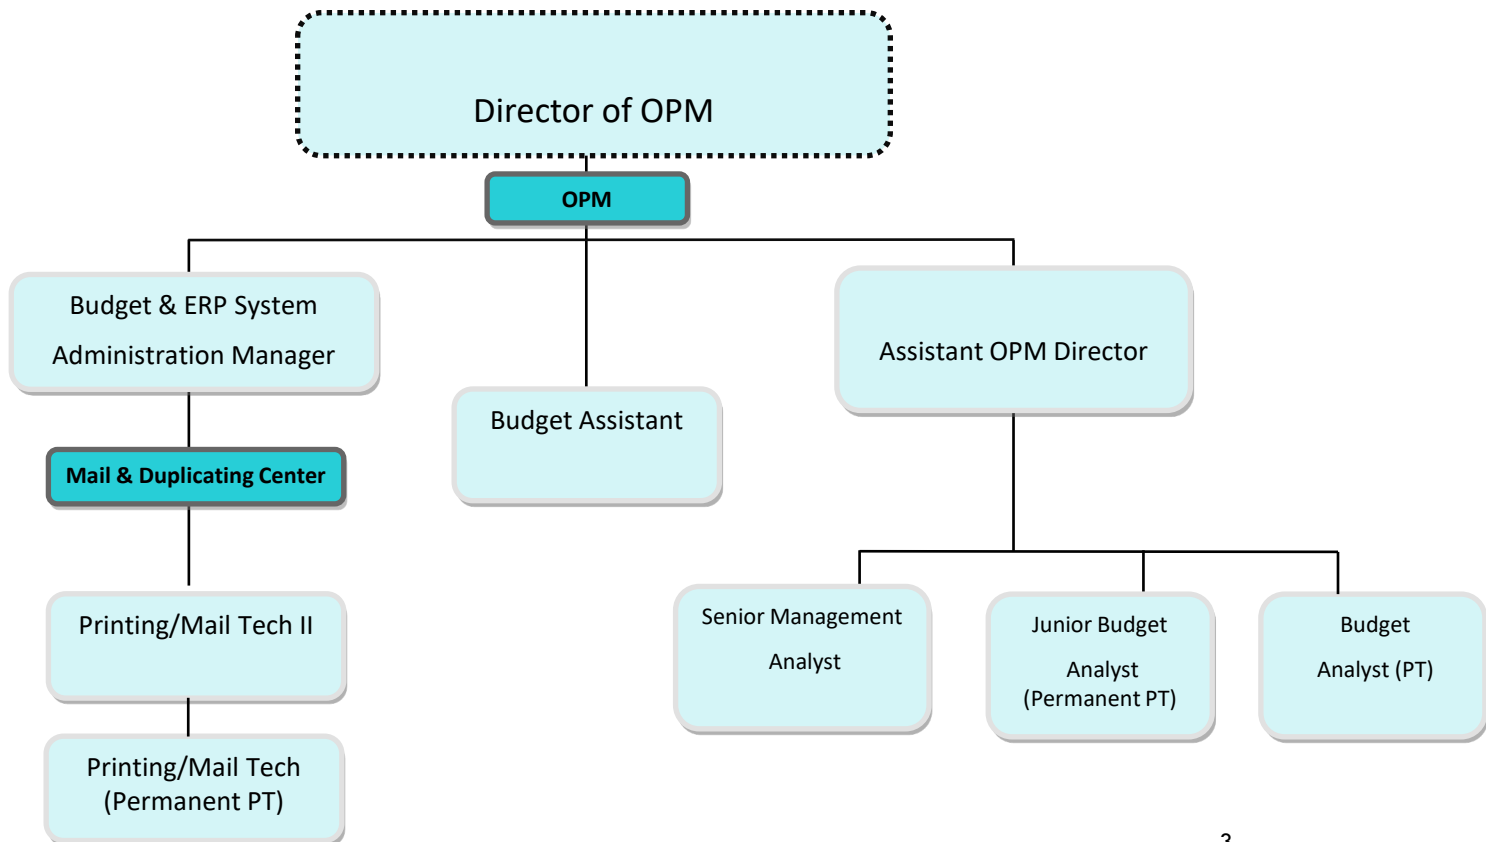 Director of OPM
OPM
Budget & ERP System
Administration Manager
Assistant OPM Director
Budget Assistant
Mail & Duplicating Center
Printing/Mail Tech II
Senior Management
Analyst
Junior Budget
Analyst
(Permanent PT)
Budget
Analyst (PT)
Printing/Mail Tech
(Permanent PT)
3